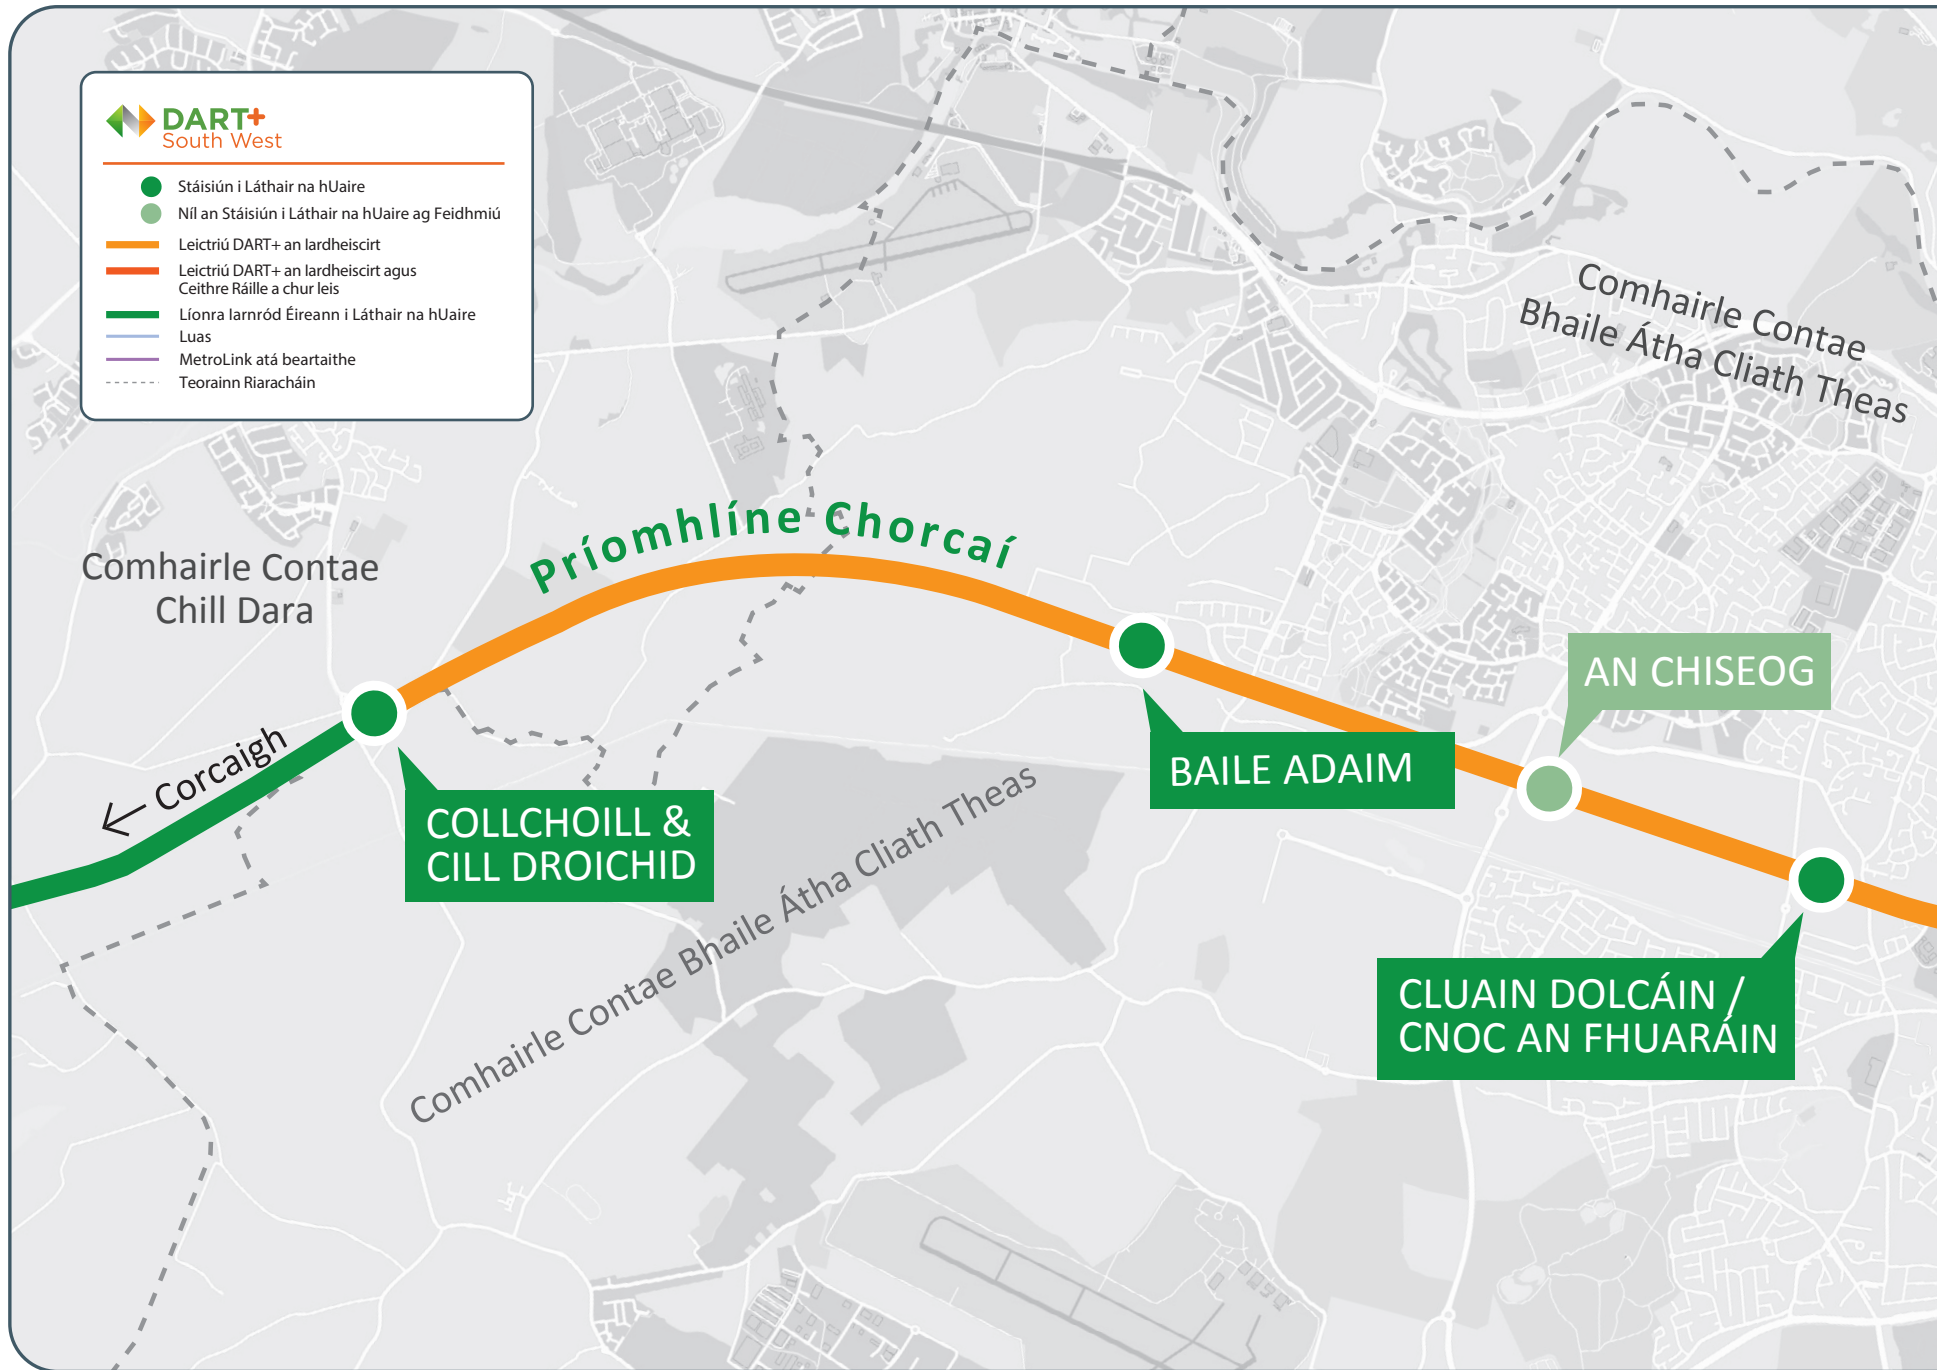 DART+
South West
Stáisiún i Láthair na hUaire
Níl an Stáisiún i Láthair na hUaire ag Feidhmiú
Leictriú DART+ an Iardheiscirt
Leictriú DART+ an Iardheiscirt agus
Ceithre Ráille a chur leis
Líonra Iarnród Éireann i Láthair na hUaire
Luas
MetroLink atá beartaithe
Teorainn Riaracháin
Comhairle Contae
Bhaile Átha Cliath Theas
Príomhlíne Chorcaí
Comhairle Contae
Chill Dara
AN CHISEOG
← Corcaigh
BAILE ADAIM
COLLCHOILL &
CILL DROICHID
Comhairle Contae Bhaile Átha Cliath Theas
CLUAIN DOLCÁIN /
CNOC AN FHUARÁIN